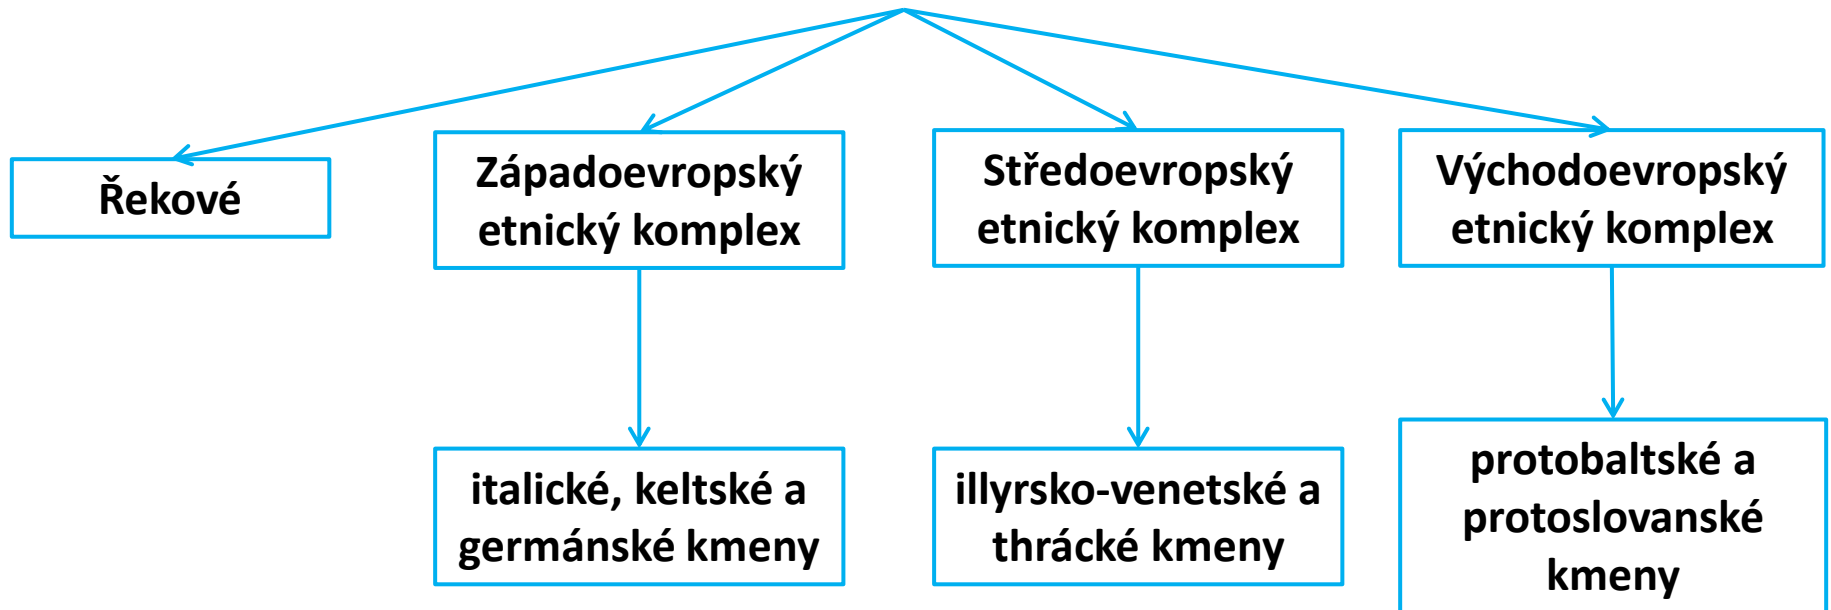 Řekové
Západoevropský
etnický komplex
Středoevropský
etnický komplex
Východoevropský
etnický komplex
italické, keltské a
germánské kmeny
illyrsko-venetské a
thrácké kmeny
protobaltské a
protoslovanské
kmeny